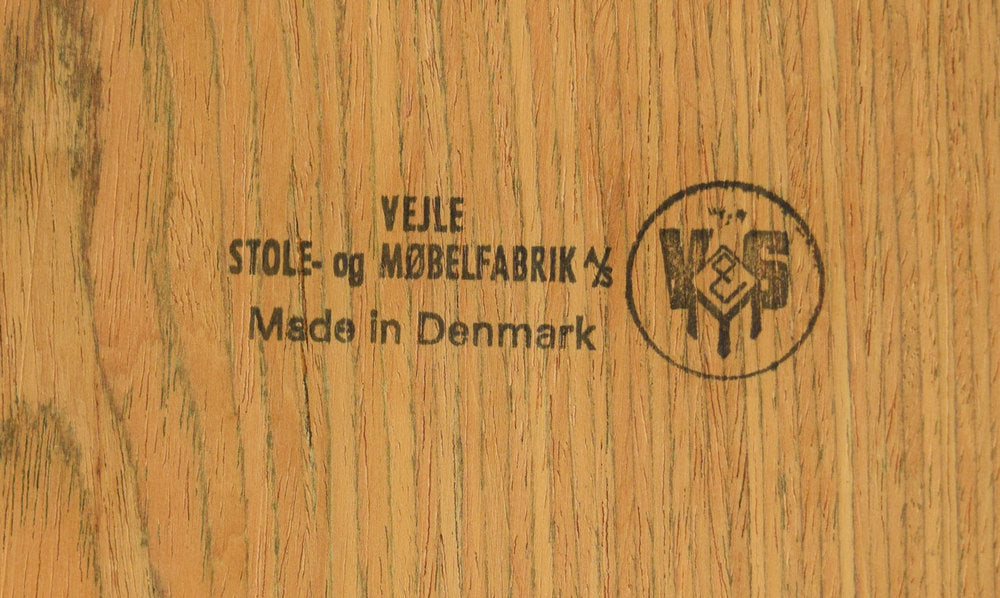 VEJLE
STOLE- og MØBELFABRIK A/S
Made in Denmark
V & S